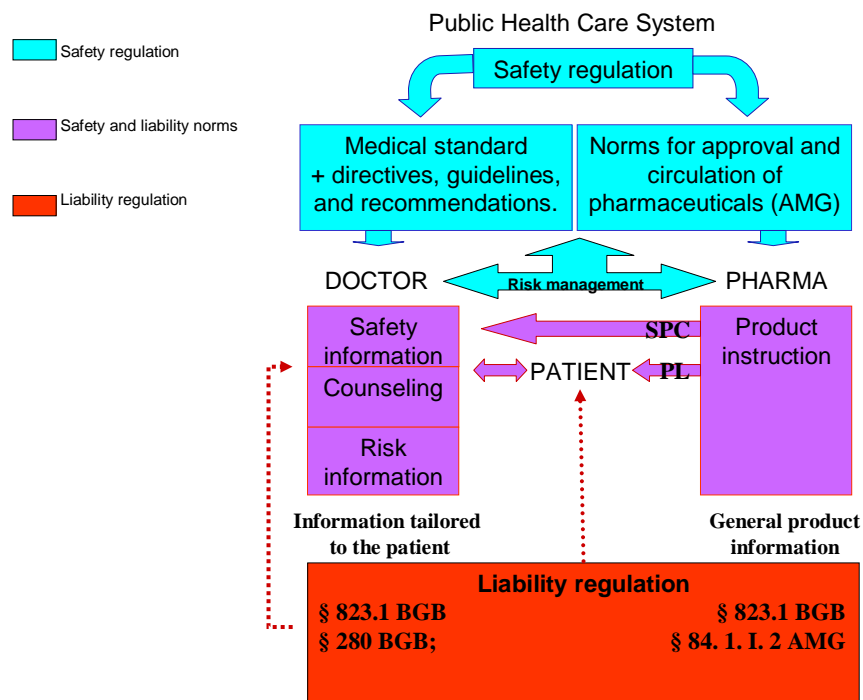 Public Health Care System
Safety regulation
Safety and liability norms
Liability regulation
Safety regulation
Medical standard
+ directives, guidelines,
and recommendations.
Norms for approval and
circulation of
pharmaceuticals (AMG)
DOCTOR
Risk management
PHARMA
Safety
information
Counseling
Risk
information
SPC
PATIENT
PL
Product
instruction
Information tailored
to the patient
General product
information
Liability regulation
§ 823.1 BGB
§ 280 BGB;
§ 823.1 BGB
§ 84. 1. I. 2 AMG